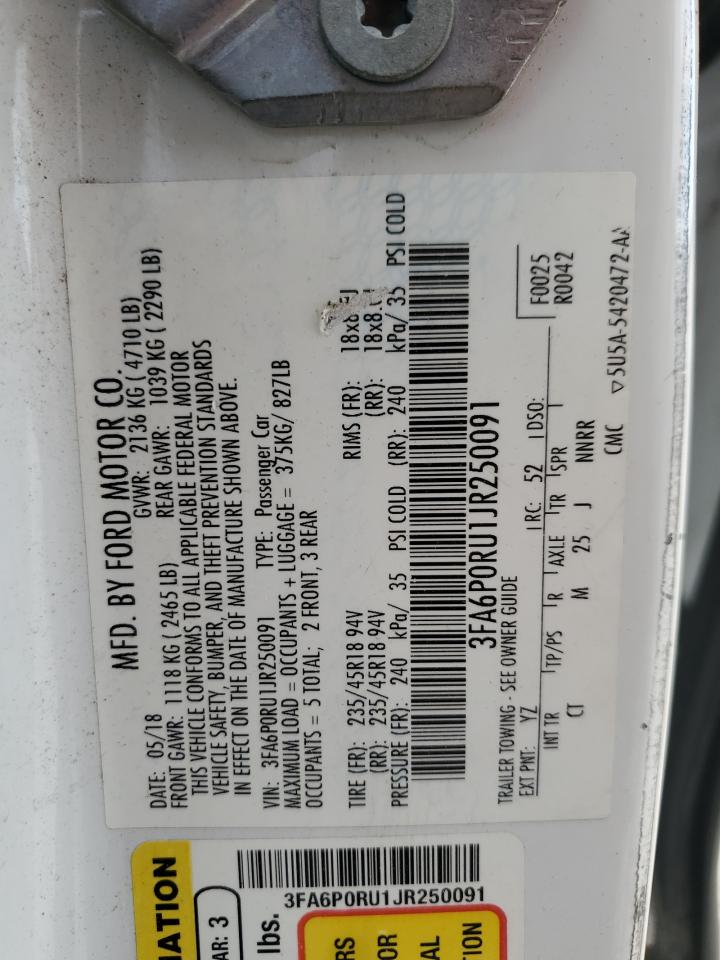 MFD. BY FORD MOTOR CO.
DATE: 05/18 GVWR: 2136 KG ( 4710 LB)
FRONT GAWR: 1118 KG ( 2465 LB) REAR GAWR: 1039 KG ( 2290 LB)
THIS VEHICLE CONFORMS TO ALL APPLICABLE FEDERAL MOTOR
VEHICLE SAFETY, BUMPER, AND THEFT PREVENTION STANDARDS
IN EFFECT ON THE DATE OF MANUFACTURE SHOWN ABOVE.
VIN: 3FA6P0RU1JR250091 TYPE: Passenger Car
MAXIMUM LOAD = OCCUPANTS + LUGGAGE = 375KG/ 827LB
OCCUPANTS = 5 TOTAL; 2 FRONT, 3 REAR
TIRE (FR): 235/45R18 94V RIMS (FR):
(RR): 235/45R18 94V (RR):
PRESSURE (FR): 240 kPa/ 35 PSI COLD (RR): 240 kPa/ 35 PSI COLD
3FA6P0RU1JR250091
TRAILER TOWING - SEE OWNER GUIDE
EXT PNT: YZ RC: 52 DSO: F0025
R0042
INT TR TP/PS R AXLE TR SPR
CT M 25 J NNRR
CMC 5U5A-5420472-AA
3FA6P0RU1JR250091
AR: 3
lbs.